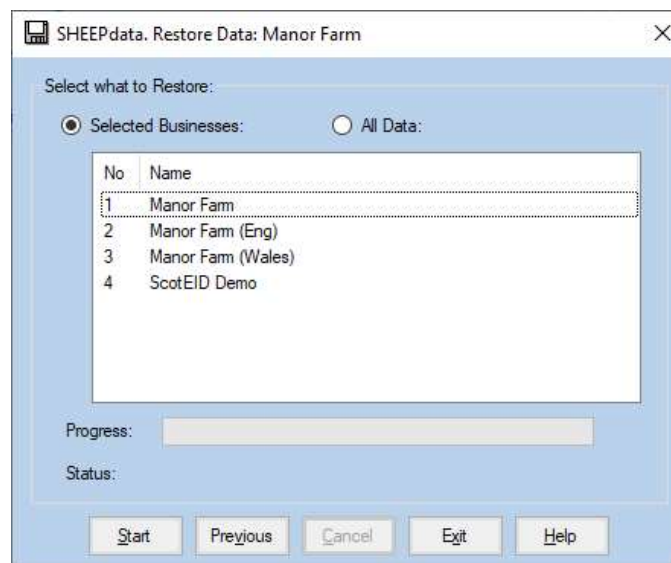 SHEEPdata. Restore Data: Manor Farm
Select what to Restore:
Selected Businesses: All Data:
No Name
1 Manor Farm
2 Manor Farm (Eng)
3 Manor Farm (Wales)
4 ScotEID Demo
Progress:
Status:
Start Previous Cancel Exit Help